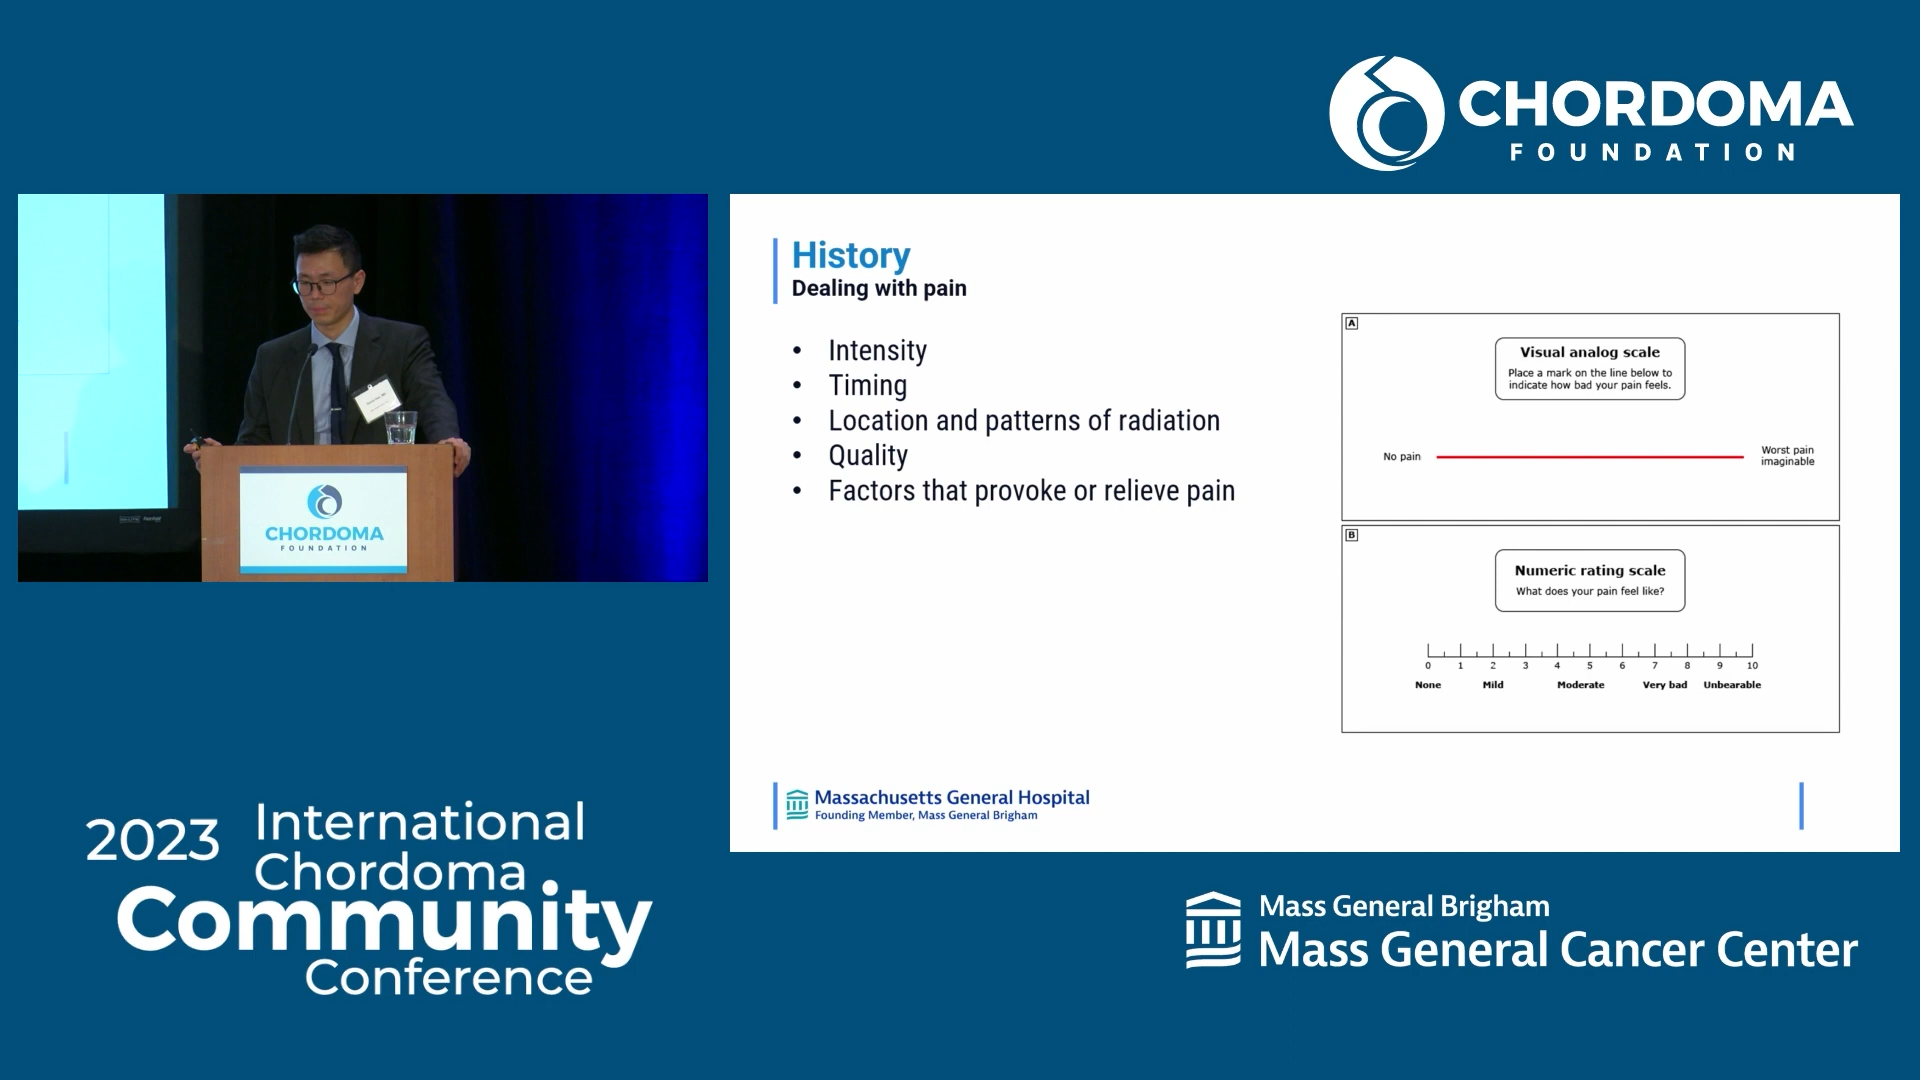 CHORDOMA
FOUNDATION
CHORDOMA
FOUNDATION
History
Dealing with pain
• Intensity
• Timing
• Location and patterns of radiation
• Quality
• Factors that provoke or relieve pain
A
Visual analog scale
Place a mark on the line below to
indicate how bad your pain feels.
No pain
Worst pain
imaginable
B
Numeric rating scale
What does your pain feel like?
0 1 2 3 4 5 6 7 8 9 10
None Mild Moderate Very bad Unbearable
Massachusetts General Hospital
Founding Member, Mass General Brigham
2023 International
Chordoma
Community
Conference
Mass General Brigham
Mass General Cancer Center